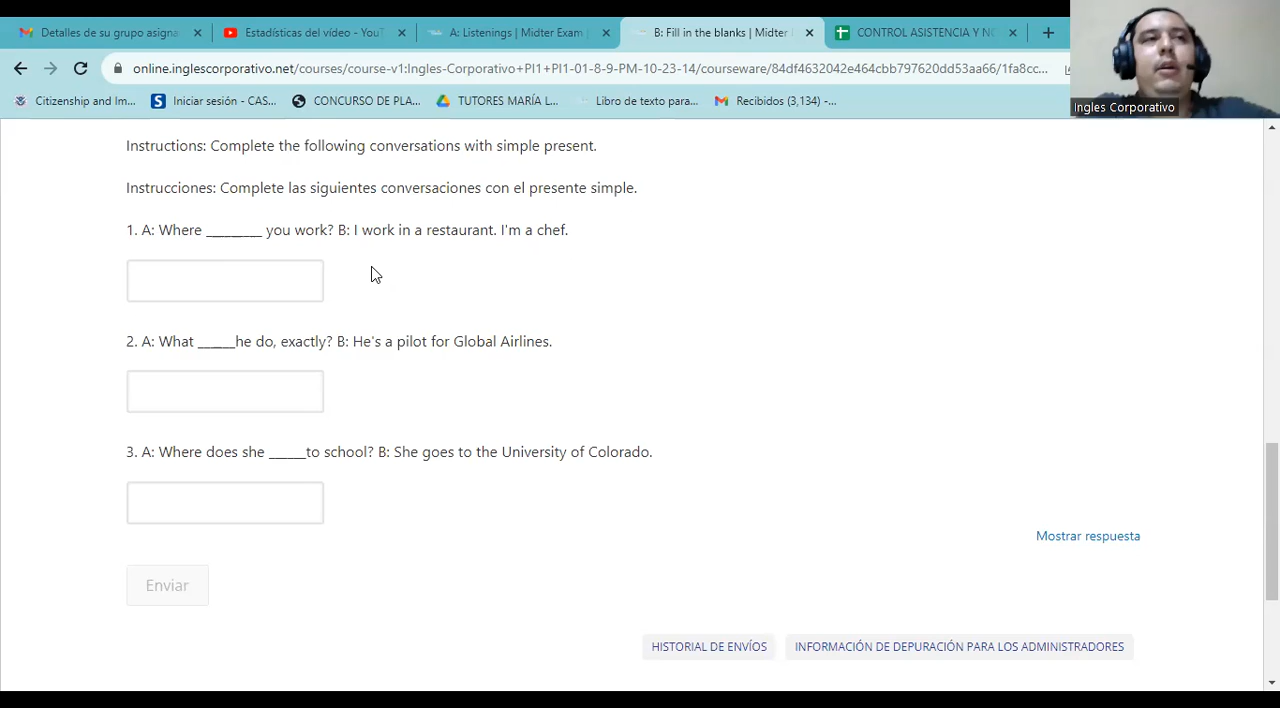 Detalles de su grupo asigna
Estadísticas del vídeo - YouT
A: Listenings | Midter Exam
B: Fill in the blanks | Midter
CONTROL ASISTENCIA Y NO
online.inglescorporativo.net/courses/course-v1:Ingles-Corporativo+PI1+PI1-01-8-9-PM-10-23-14/courseware/84df4632042e464cbb797620dd53aa66/1fa8cc...
Citizenship and Im...
Iniciar sesión - CAS...
CONCURSO DE PLA...
TUTORES MARÍA L...
Libro de texto para...
Recibidos (3,134) -...
Ingles Corporativo
Instructions: Complete the following conversations with simple present.
Instrucciones: Complete las siguientes conversaciones con el presente simple.
1. A: Where _________ you work? B: I work in a restaurant. I'm a chef.
2. A: What ______he do, exactly? B: He's a pilot for Global Airlines.
3. A: Where does she ______to school? B: She goes to the University of Colorado.
Mostrar respuesta
Enviar
HISTORIAL DE ENVÍOS
INFORMACIÓN DE DEPURACIÓN PARA LOS ADMINISTRADORES